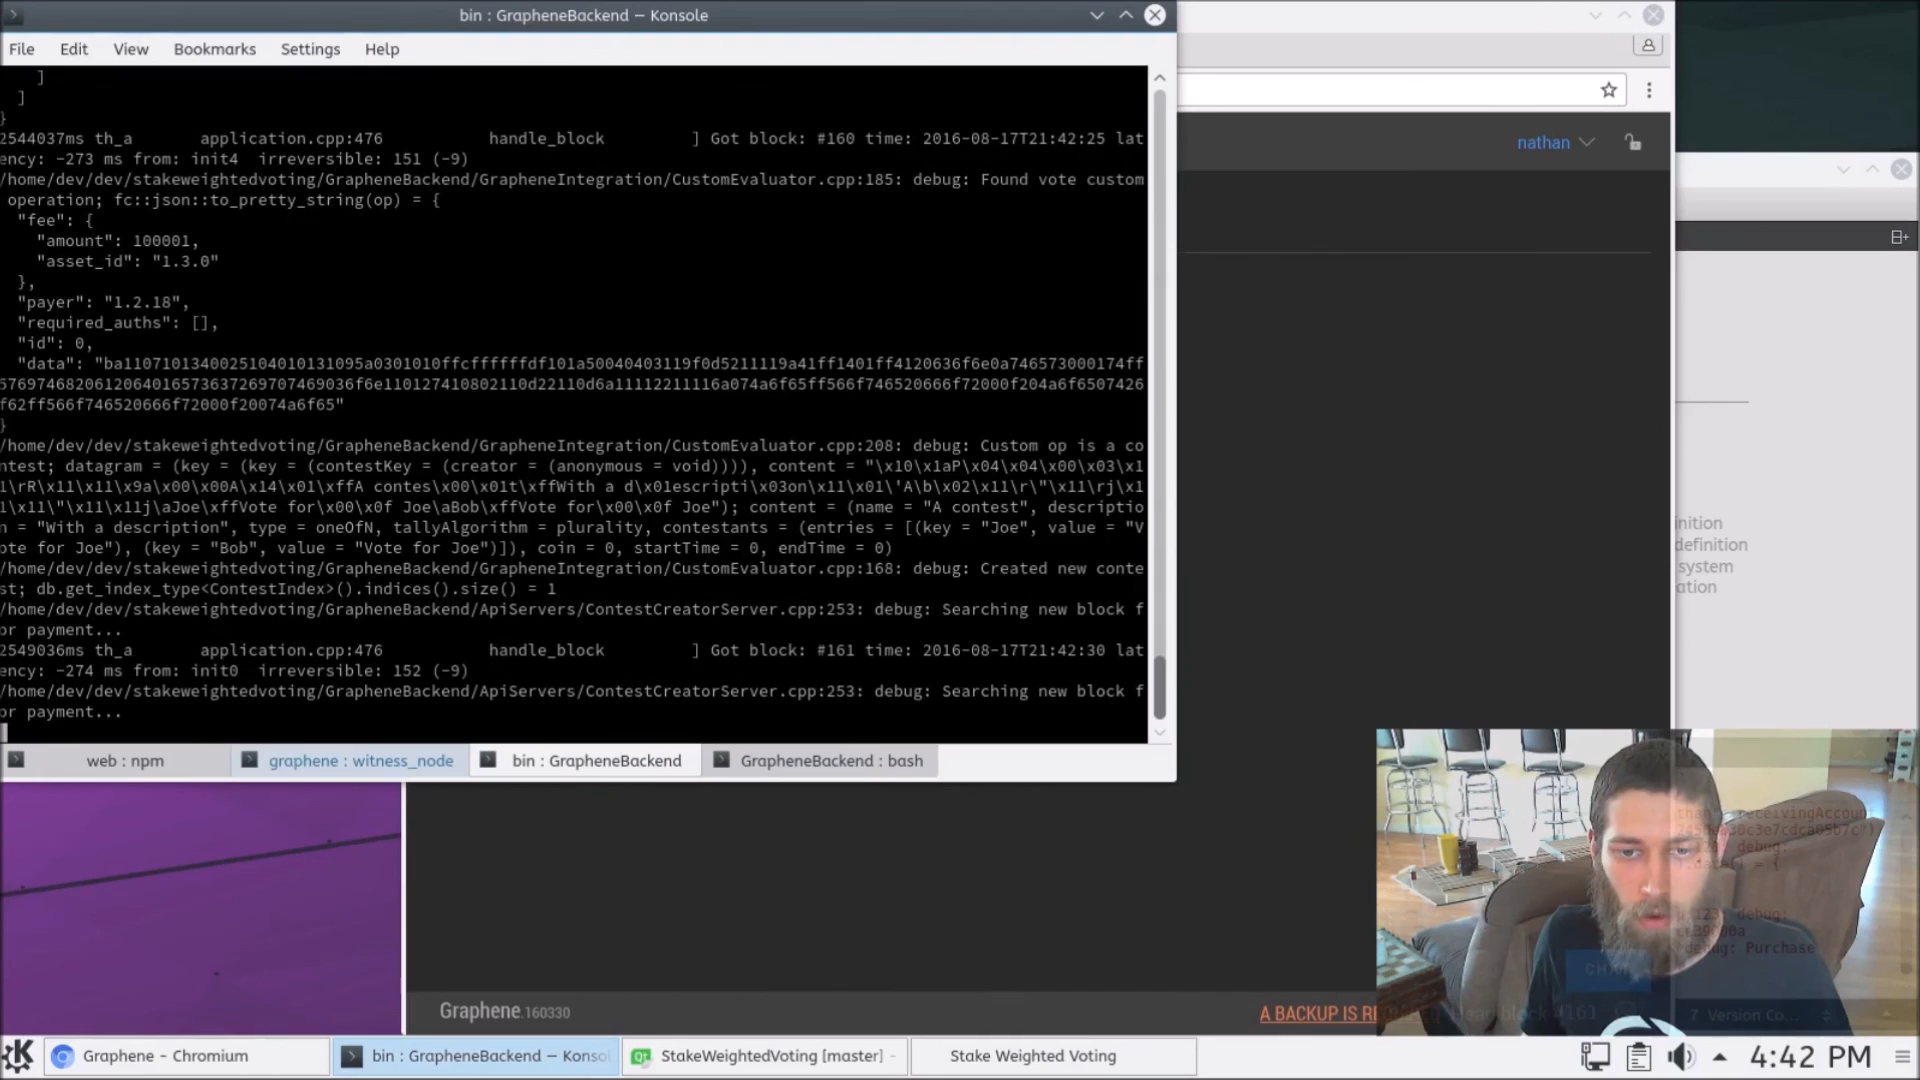 bin : GrapheneBackend — Konsole
File Edit View Bookmarks Settings Help
]
]
}
2544037ms th_a application.cpp:476 handle_block ] Got block: #160 time: 2016-08-17T21:42:25 lat
ency: -273 ms from: init4 irreversible: 151 (-9)
/home/dev/dev/stakeweightedvoting/GrapheneBackend/GrapheneIntegration/CustomEvaluator.cpp:185: debug: Found vote custom
operation; fc::json::to_pretty_string(op) = {
"fee": {
"amount": 100001,
"asset_id": "1.3.0"
},
"payer": "1.2.18",
"required_auths": [],
"id": 0,
"data": "ba1107101340025104010131095a0301010ffcffffffdf101a50040403119f0d5211119a41ff1401ff4120636f6e0a746573000174ff
5769746820612064016573637269707469036f6e110127410802110d22110d6a11112211116a074a6f65ff566f746520666f72000f204a6f6507426
f62ff566f746520666f72000f20074a6f65"
}
/home/dev/dev/stakeweightedvoting/GrapheneBackend/GrapheneIntegration/CustomEvaluator.cpp:208: debug: Custom op is a co
ntest; datagram = (key = (key = (contestKey = (creator = (anonymous = void)))), content = "\x10\x1aP\x04\x04\x00\x03\x1
1\rR\x11\x11\x9a\x00\x00A\x14\x01\xffA contes\x00\x01t\xffWith a d\x01escripti\x03on\x11\x01\'A\b\x02\x11\r\"\x11\rj\x1
1\x11\"\x11\x11j\aJoe\xffVote for\x00\x0f Joe\aBob\xffVote for\x00\x0f Joe"); content = (name = "A contest", descriptio
n = "With a description", type = oneOfN, tallyAlgorithm = plurality, contestants = (entries = [(key = "Joe", value = "V
ote for Joe"), (key = "Bob", value = "Vote for Joe")]), coin = 0, startTime = 0, endTime = 0)
/home/dev/dev/stakeweightedvoting/GrapheneBackend/GrapheneIntegration/CustomEvaluator.cpp:168: debug: Created new conte
st; db.get_index_type<ContestIndex>().indices().size() = 1
/home/dev/dev/stakeweightedvoting/GrapheneBackend/ApiServers/ContestCreatorServer.cpp:253: debug: Searching new block f
or payment...
2549036ms th_a application.cpp:476 handle_block ] Got block: #161 time: 2016-08-17T21:42:30 lat
ency: -274 ms from: init0 irreversible: 152 (-9)
/home/dev/dev/stakeweightedvoting/GrapheneBackend/ApiServers/ContestCreatorServer.cpp:253: debug: Searching new block f
or payment...
web : npm graphene : witness_node bin : GrapheneBackend GrapheneBackend : bash
nathan
nition
definition
system
ation
debug:
debug:
debug: Purchase
Graphene.160330
A BACKUP IS RE
Head block #161
7 Version Co...
Graphene - Chromium bin : GrapheneBackend — Konso StakeWeightedVoting [master] - Stake Weighted Voting 4:42 PM